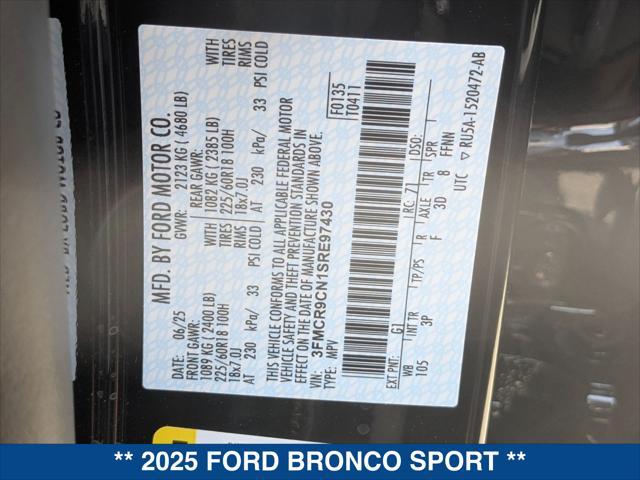 MFD. BY FORD MOTOR CO.
DATE: 06/25 GVWR: 2123 KG ( 4680 LB)
FRONT GAWR: REAR GAWR:
1089 KG ( 2400 LB) 1082 KG ( 2385 LB) WITH
225/60R18 100H 225/60R18 100H TIRES
18x7.0J 18x7.0J RIMS
AT 230 kPa/ 33 PSI COLD AT 230 kPa/ 33 PSI COLD
WITH
TIRES
RIMS
THIS VEHICLE CONFORMS TO ALL APPLICABLE FEDERAL MOTOR
VEHICLE SAFETY AND THEFT PREVENTION STANDARDS IN
EFFECT ON THE DATE OF MANUFACTURE SHOWN ABOVE.
VIN: 3FMCR9CN1SRE97430
TYPE: MPV
F0135
T0411
EXT PNT: G1 RC: 71 DSO:
WB INT TR TP/PS R AXLE TR SPR
105 3P F 3D 8 FFNN
UTC ▽ RU5A-1520472-AB
** 2025 FORD BRONCO SPORT **